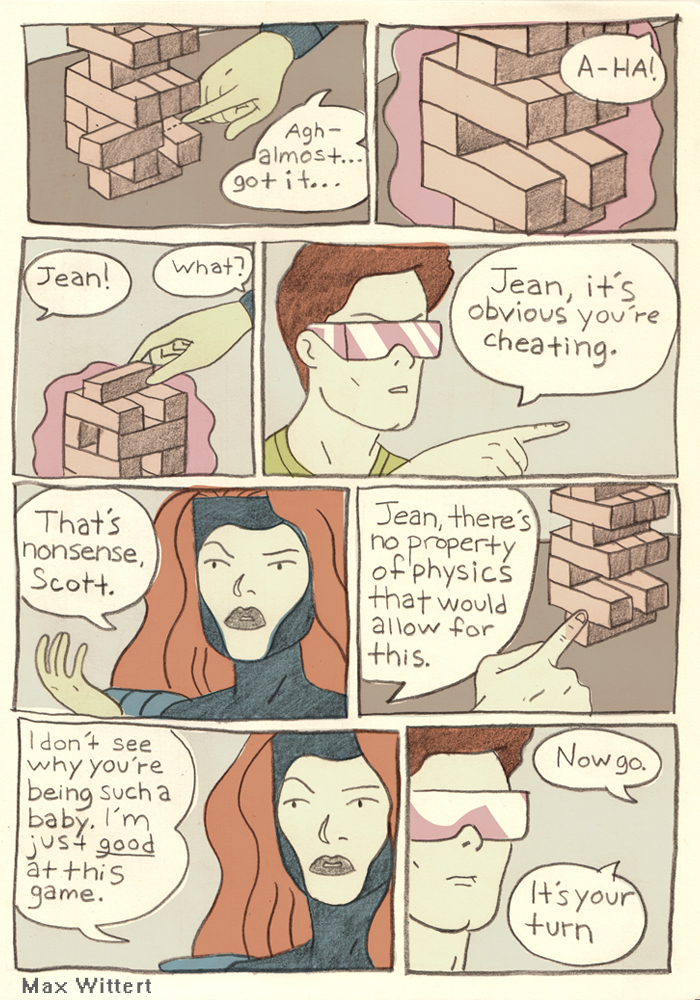 Agh-
almost...
got it...
A-HA!
Jean!
What?
Jean, it's
obvious you're
cheating.
That's
nonsense,
Scott.
Jean, there's
no property
of physics
that would
allow for
this.
I don't see
why you're
being such a
baby. I'm
just good
at this
game.
Now go.
It's your
turn
Max Wittert